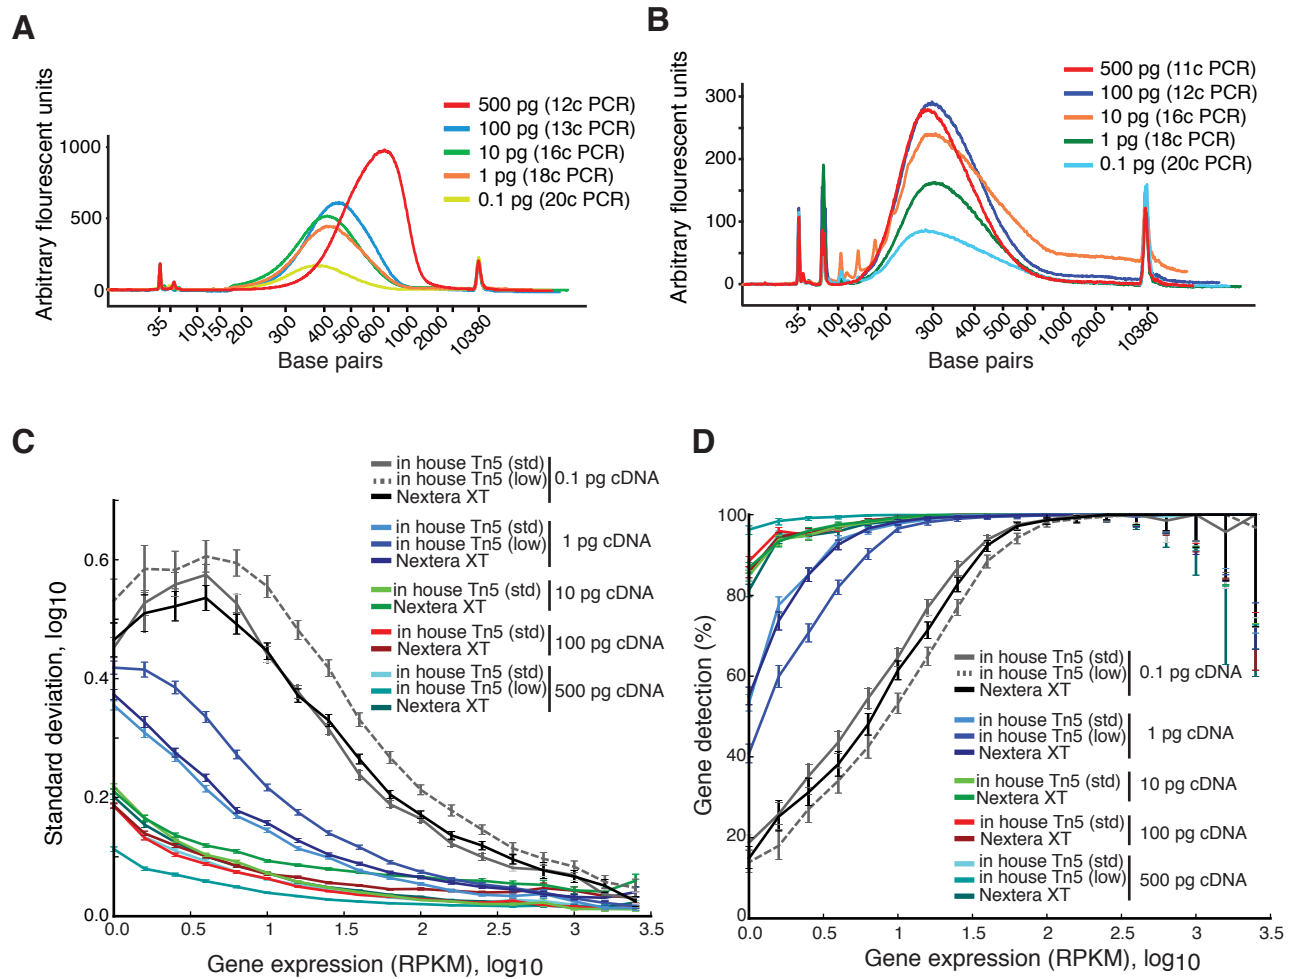 A
Arbitrary flourescent units
1000
500
0
500 pg (12c PCR)
100 pg (13c PCR)
10 pg (16c PCR)
1 pg (18c PCR)
0.1 pg (20c PCR)
35 100 150 200 300 400 500 600 1000 2000 10380
Base pairs
B
Arbitrary flourescent units
300
200
100
0
500 pg (11c PCR)
100 pg (12c PCR)
10 pg (16c PCR)
1 pg (18c PCR)
0.1 pg (20c PCR)
35 100 150 200 300 400 500 600 1000 2000 10380
Base pairs
C
Standard deviation, log10
0.6
0.4
0.2
0.0
in house Tn5 (std)
in house Tn5 (low)
Nextera XT
0.1 pg cDNA
in house Tn5 (std)
in house Tn5 (low)
Nextera XT
1 pg cDNA
in house Tn5 (std)
Nextera XT
10 pg cDNA
in house Tn5 (std)
Nextera XT
100 pg cDNA
in house Tn5 (std)
in house Tn5 (low)
Nextera XT
500 pg cDNA
0.0 0.5 1.0 1.5 2.0 2.5 3.0 3.5
Gene expression (RPKM), log10
D
Gene detection (%)
100
80
60
40
20
0
in house Tn5 (std)
in house Tn5 (low)
Nextera XT
0.1 pg cDNA
in house Tn5 (std)
in house Tn5 (low)
Nextera XT
1 pg cDNA
in house Tn5 (std)
Nextera XT
10 pg cDNA
in house Tn5 (std)
Nextera XT
100 pg cDNA
in house Tn5 (std)
in house Tn5 (low)
Nextera XT
500 pg cDNA
0.0 0.5 1.0 1.5 2.0 2.5 3.0 3.5
Gene expression (RPKM), log10